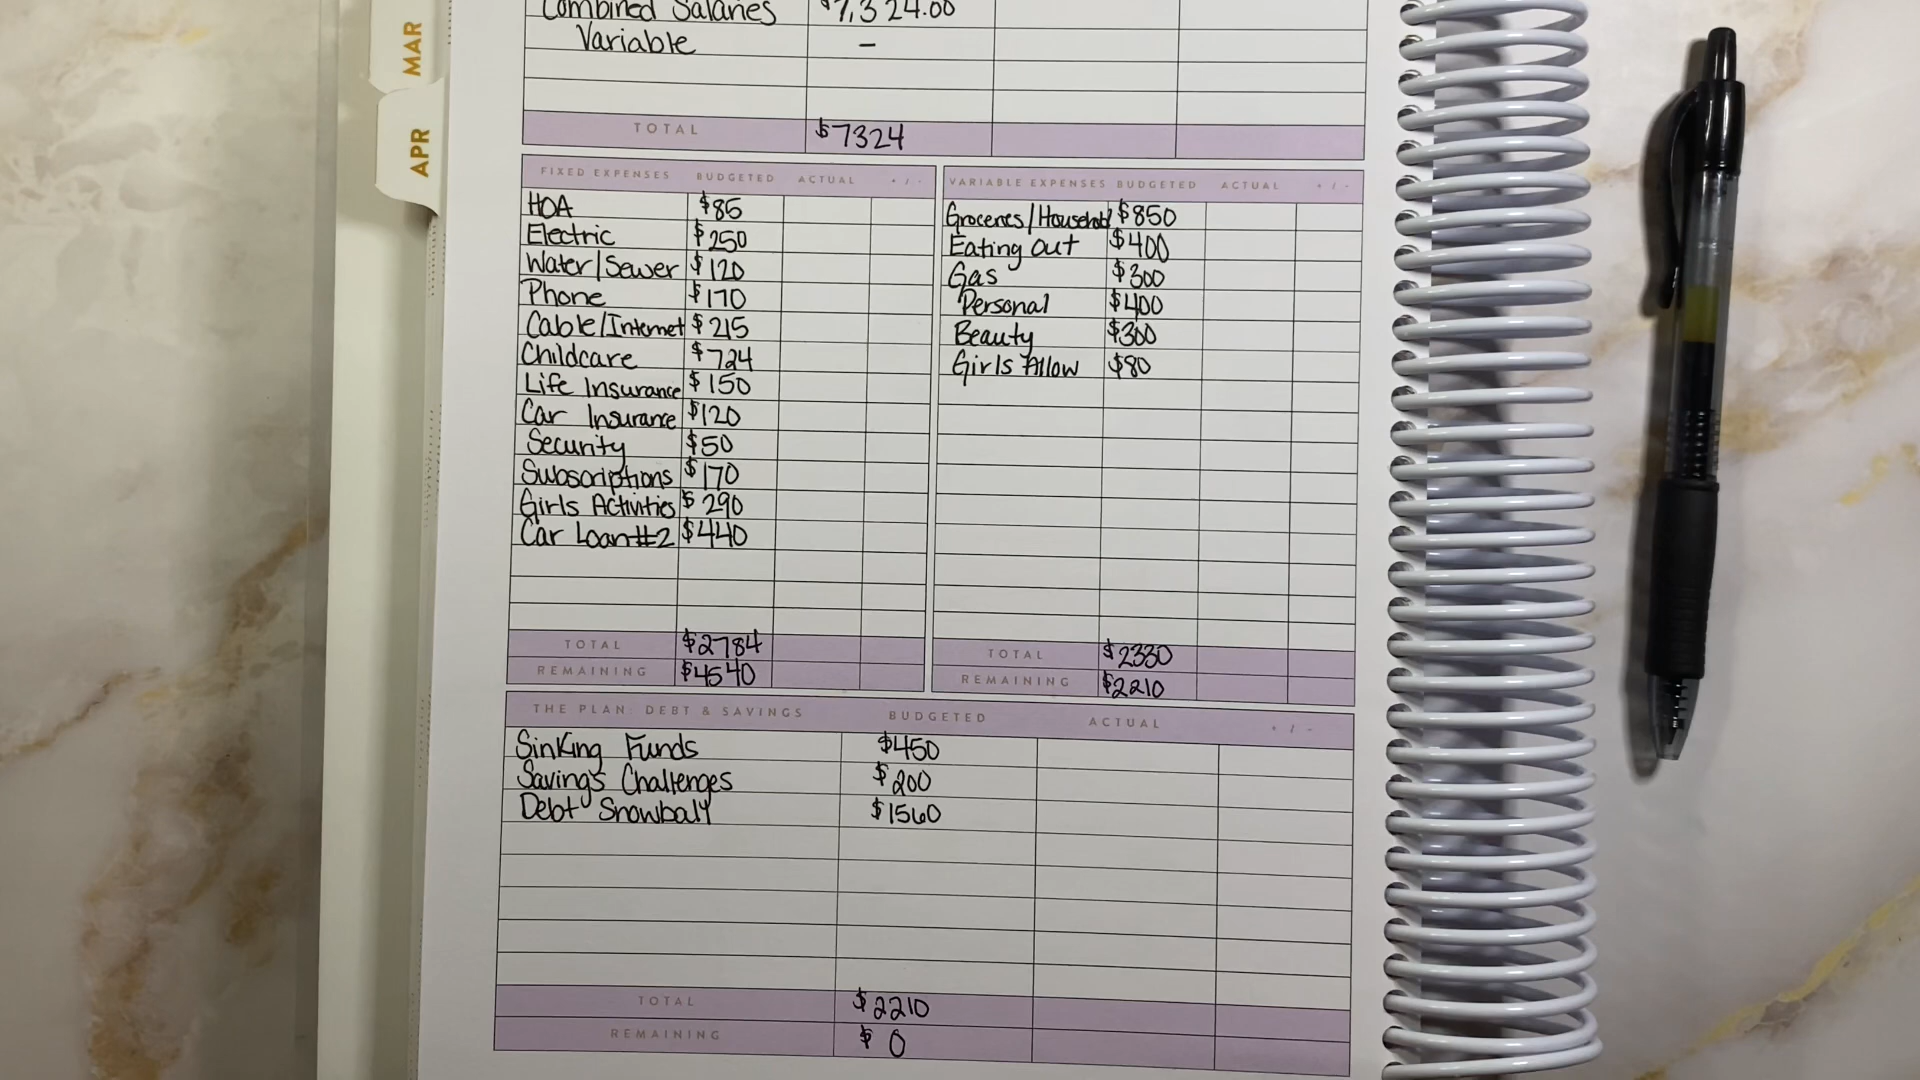 MAR
APR
Combined Salaries $7,324.00
Variable –
TOTAL $7324
FIXED EXPENSES BUDGETED ACTUAL + / -
HOA $85
Electric $250
Water/Sewer $120
Phone $170
Cable/Internet $215
Childcare $724
Life Insurance $150
Car Insurance $120
Security $50
Subscriptions $170
Girls Activities $290
Car Loan #2 $440
TOTAL $2784
REMAINING $4540
VARIABLE EXPENSES BUDGETED ACTUAL + / -
Groceries/Household $850
Eating Out $400
Gas $300
Personal $400
Beauty $300
Girls Allow $80
TOTAL $2330
REMAINING $2210
THE PLAN: DEBT & SAVINGS BUDGETED ACTUAL + / -
Sinking Funds $450
Savings Challenges $200
Debt Snowball $1560
TOTAL $2210
REMAINING $0